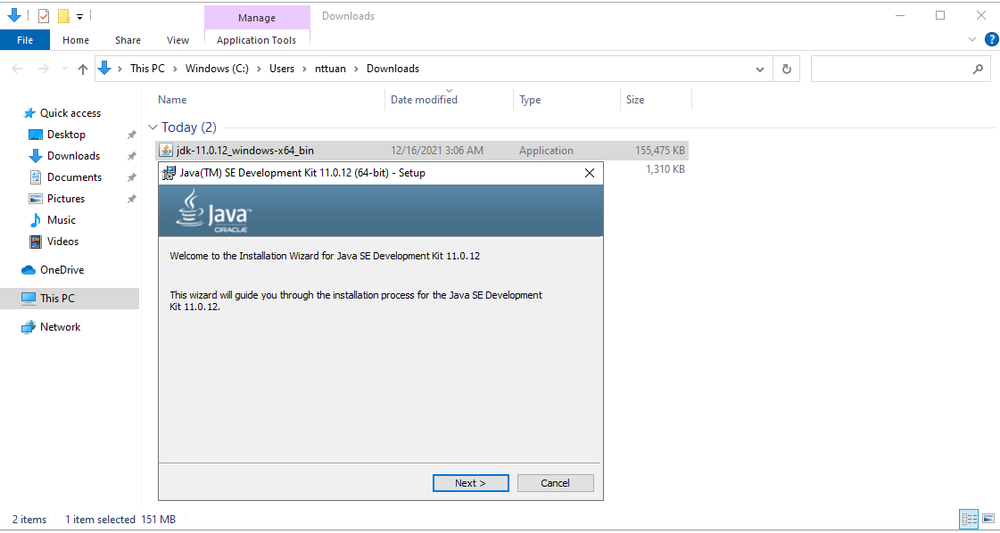 Manage
Downloads
File
Home
Share
View
Application Tools
?
This PC > Windows (C:) > Users > nttuan > Downloads
Name
Date modified
Type
Size
Quick access
Desktop
Downloads
Documents
Pictures
Music
Videos
OneDrive
This PC
Network
Today (2)
jdk-11.0.12_windows-x64_bin
12/16/2021 3:06 AM
Application
155,475 KB
1,310 KB
Java(TM) SE Development Kit 11.0.12 (64-bit) - Setup
Java™
ORACLE
Welcome to the Installation Wizard for Java SE Development Kit 11.0.12
This wizard will guide you through the installation process for the Java SE Development
Kit 11.0.12.
Next >
Cancel
2 items
1 item selected 151 MB